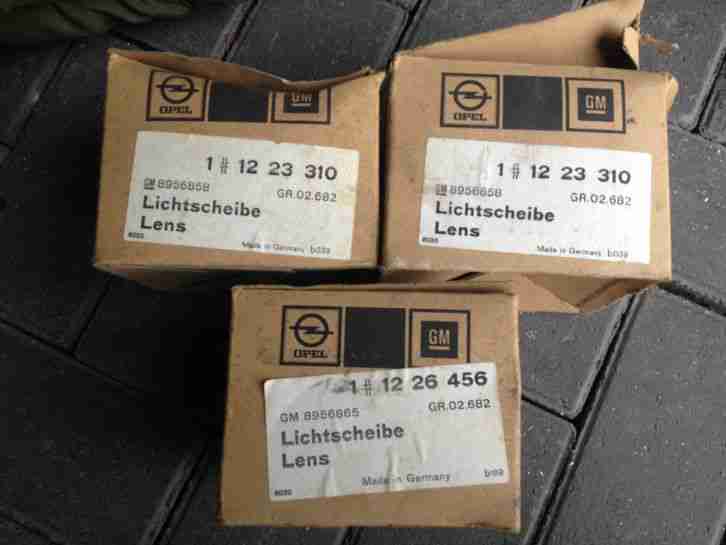 OPEL GM
1 # 12 23 310
GM 8956858 GR.02.682
Lichtscheibe
Lens
Made in Germany b039
OPEL GM
1 # 12 23 310
GM 8956858 GR.02.682
Lichtscheibe
Lens
Made in Germany b039
OPEL GM
1 # 12 26 456
GM 8956865 GR.02.682
Lichtscheibe
Lens
Made in Germany